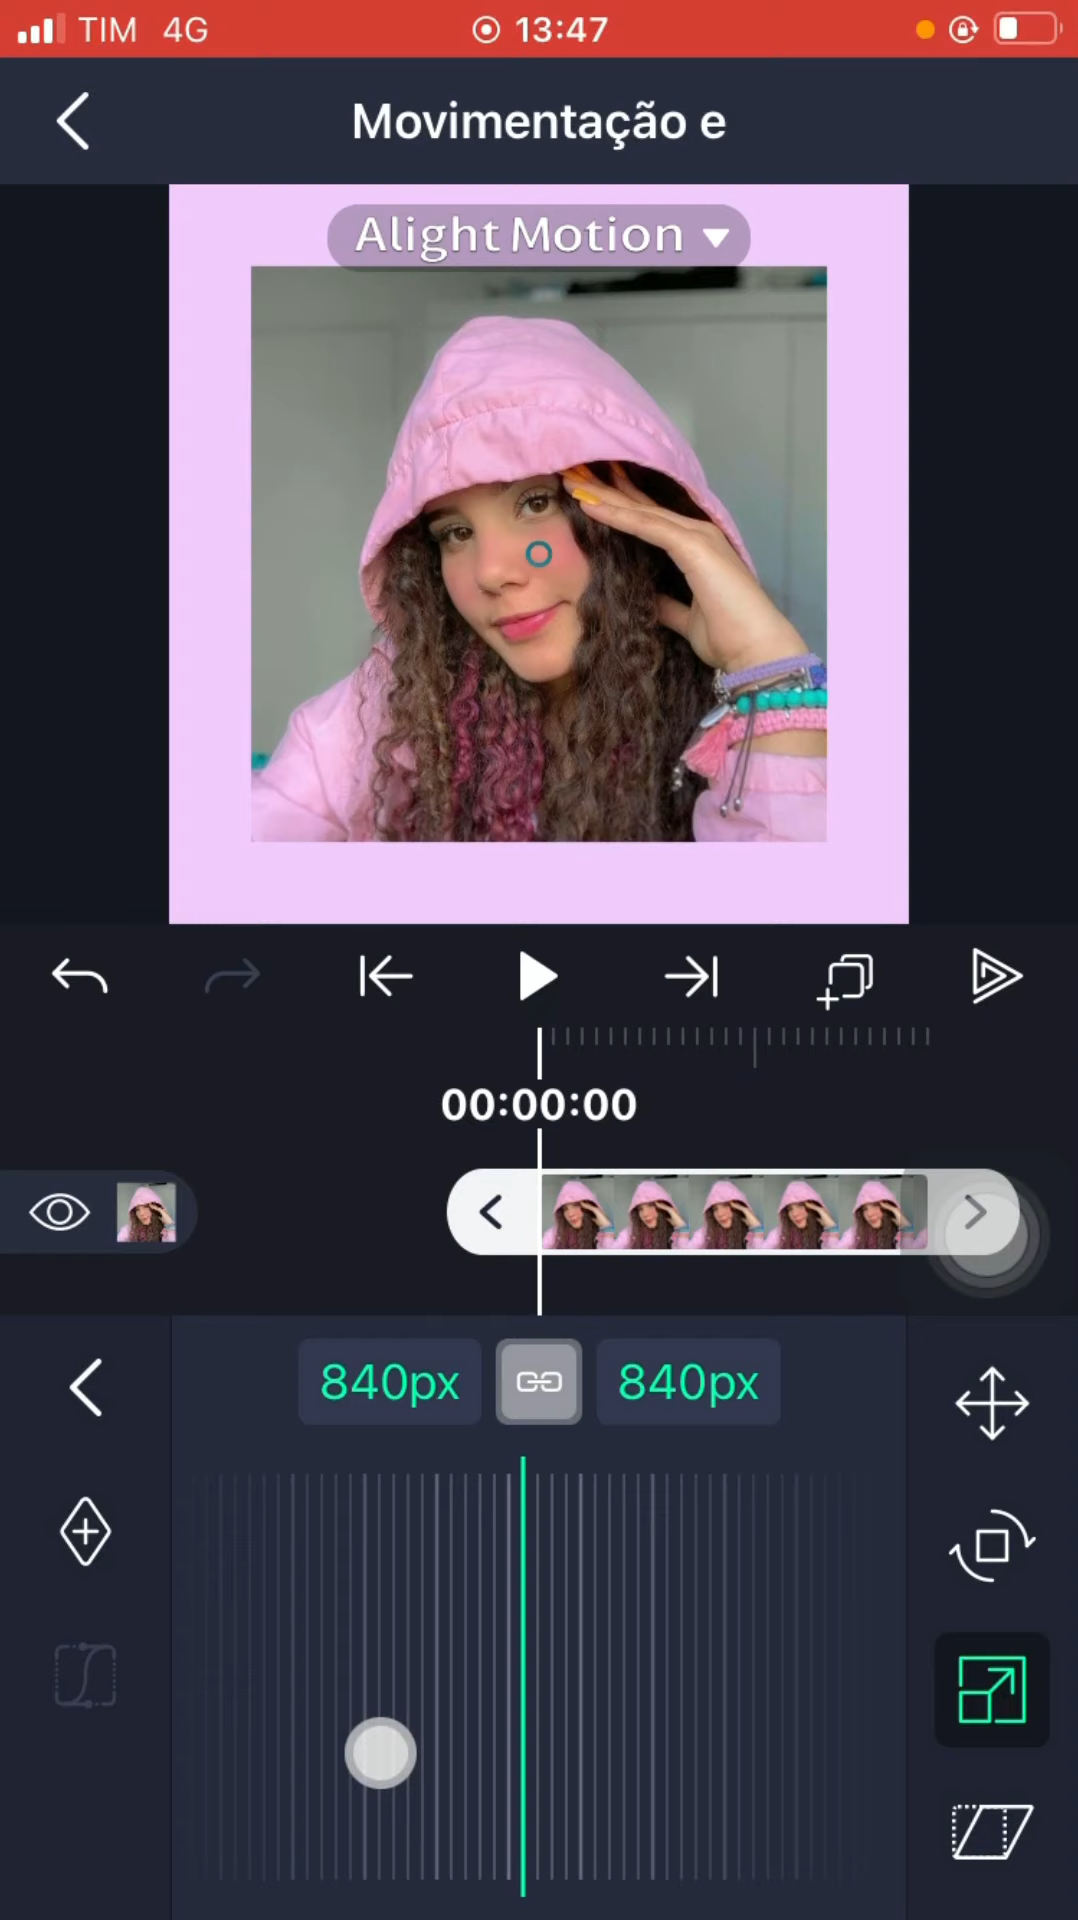 TIM 4G 13:47
Movimentação e
Alight Motion
00:00:00
840px 840px